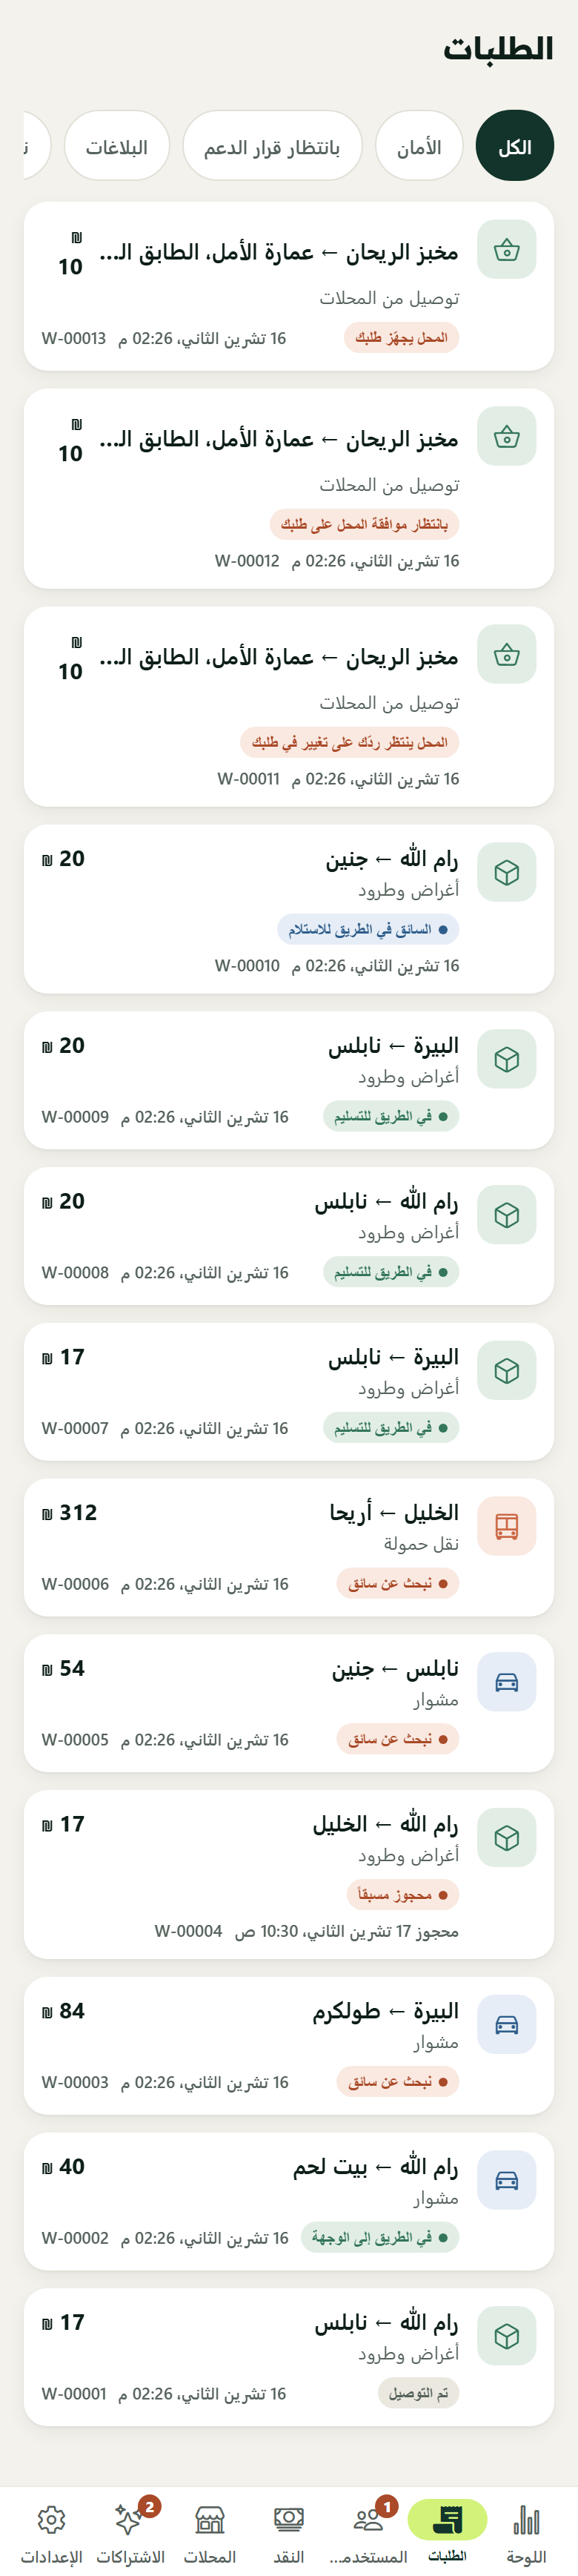 الطلبات
الكل
الأمان
بانتظار قرار الدعم
البلاغات
مخبز الريحان ← عمارة الأمل، الطابق الـ...
₪
10
توصيل من المحلات
المحل يجهّز طلبك
16 تشرين الثاني، 02:26 م W-00013
مخبز الريحان ← عمارة الأمل، الطابق الـ...
₪
10
توصيل من المحلات
بانتظار موافقة المحل على طلبك
16 تشرين الثاني، 02:26 م W-00012
مخبز الريحان ← عمارة الأمل، الطابق الـ...
₪
10
توصيل من المحلات
المحل ينتظر ردّك على تغيير في طلبك
16 تشرين الثاني، 02:26 م W-00011
رام الله ← جنين 20 ₪
أغراض وطرود
السائق في الطريق للاستلام
16 تشرين الثاني، 02:26 م W-00010
البيرة ← نابلس 20 ₪
أغراض وطرود
في الطريق للتسليم 16 تشرين الثاني، 02:26 م W-00009
رام الله ← نابلس 20 ₪
أغراض وطرود
في الطريق للتسليم 16 تشرين الثاني، 02:26 م W-00008
البيرة ← نابلس 17 ₪
أغراض وطرود
في الطريق للتسليم 16 تشرين الثاني، 02:26 م W-00007
الخليل ← أريحا 312 ₪
نقل حمولة
نبحث عن سائق 16 تشرين الثاني، 02:26 م W-00006
نابلس ← جنين 54 ₪
مشوار
نبحث عن سائق 16 تشرين الثاني، 02:26 م W-00005
رام الله ← الخليل 17 ₪
أغراض وطرود
محجوز مسبقاً
محجوز 17 تشرين الثاني، 10:30 ص W-00004
البيرة ← طولكرم 84 ₪
مشوار
نبحث عن سائق 16 تشرين الثاني، 02:26 م W-00003
رام الله ← بيت لحم 40 ₪
مشوار
في الطريق إلى الوجهة 16 تشرين الثاني، 02:26 م W-00002
رام الله ← نابلس 17 ₪
أغراض وطرود
تم التوصيل 16 تشرين الثاني، 02:26 م W-00001
1 2
اللوحة الطلبات المستخدمـ... النقد المحلات الاشتراكات الإعدادات